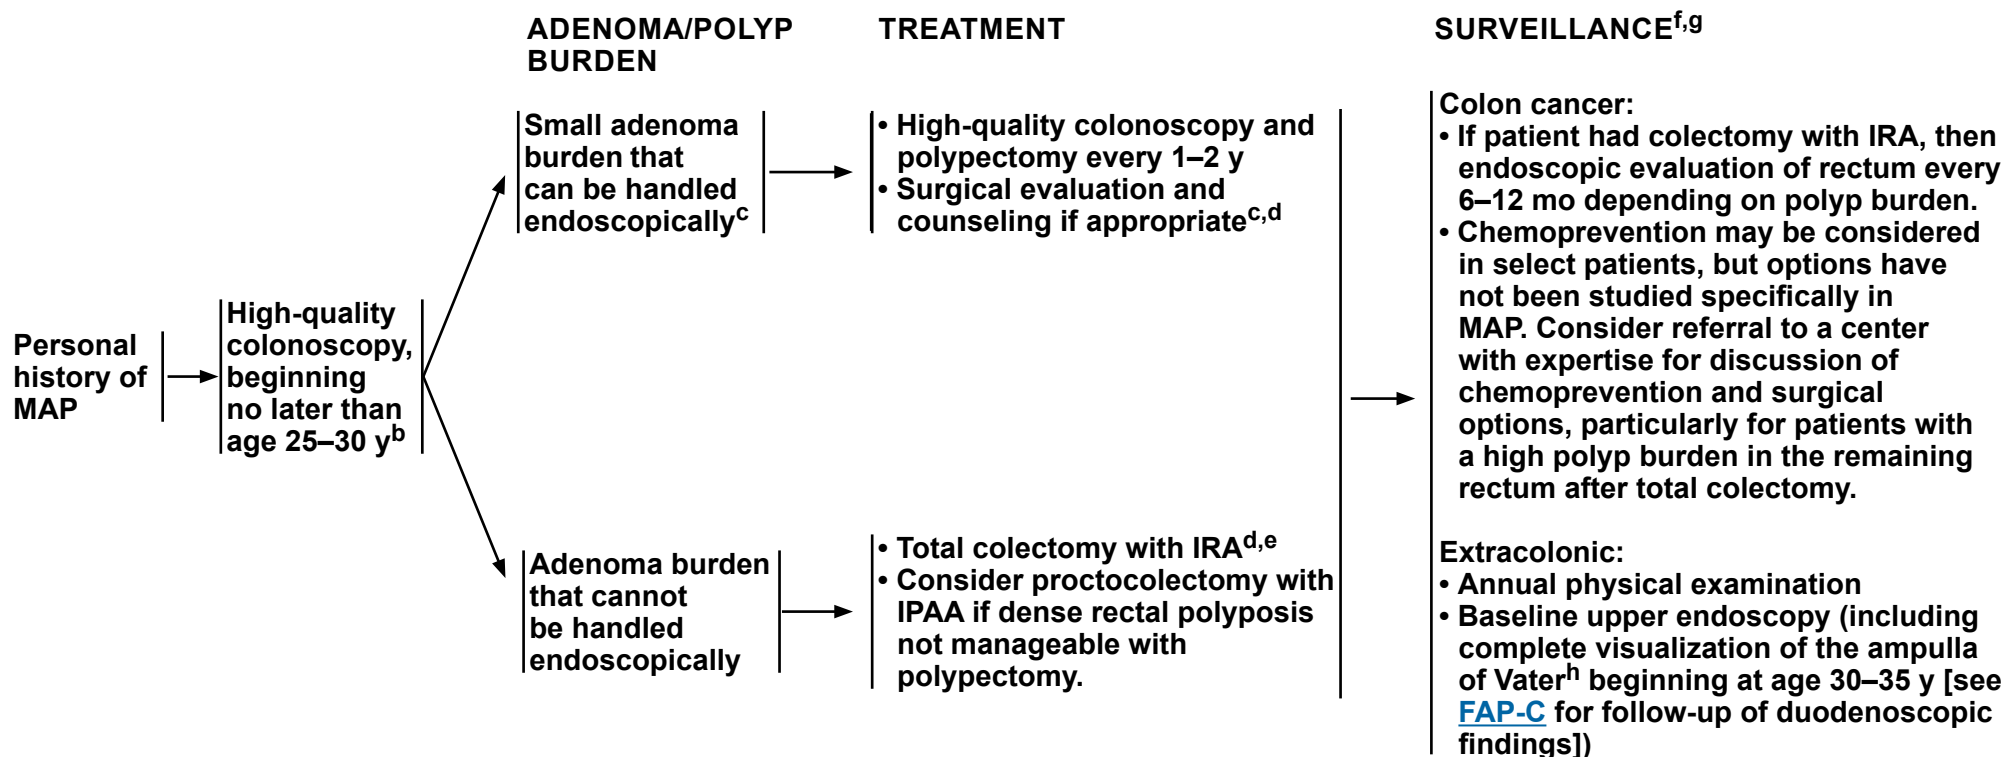 ADENOMA/POLYP
BURDEN
TREATMENT
SURVEILLANCEf,g
Personal
history of
MAP
High-quality
colonoscopy,
beginning
no later than
age 25–30 yb
Small adenoma
burden that
can be handled
endoscopicallyc
• High-quality colonoscopy and
polypectomy every 1–2 y
• Surgical evaluation and
counseling if appropriatec,d
Adenoma burden
that cannot
be handled
endoscopically
• Total colectomy with IRAd,e
• Consider proctocolectomy with
IPAA if dense rectal polyposis
not manageable with
polypectomy.
Colon cancer:
• If patient had colectomy with IRA, then
endoscopic evaluation of rectum every
6–12 mo depending on polyp burden.
• Chemoprevention may be considered
in select patients, but options have
not been studied specifically in
MAP. Consider referral to a center
with expertise for discussion of
chemoprevention and surgical
options, particularly for patients with
a high polyp burden in the remaining
rectum after total colectomy.
Extracolonic:
• Annual physical examination
• Baseline upper endoscopy (including
complete visualization of the ampulla
of Vaterh beginning at age 30–35 y [see
FAP-C for follow-up of duodenoscopic
findings])